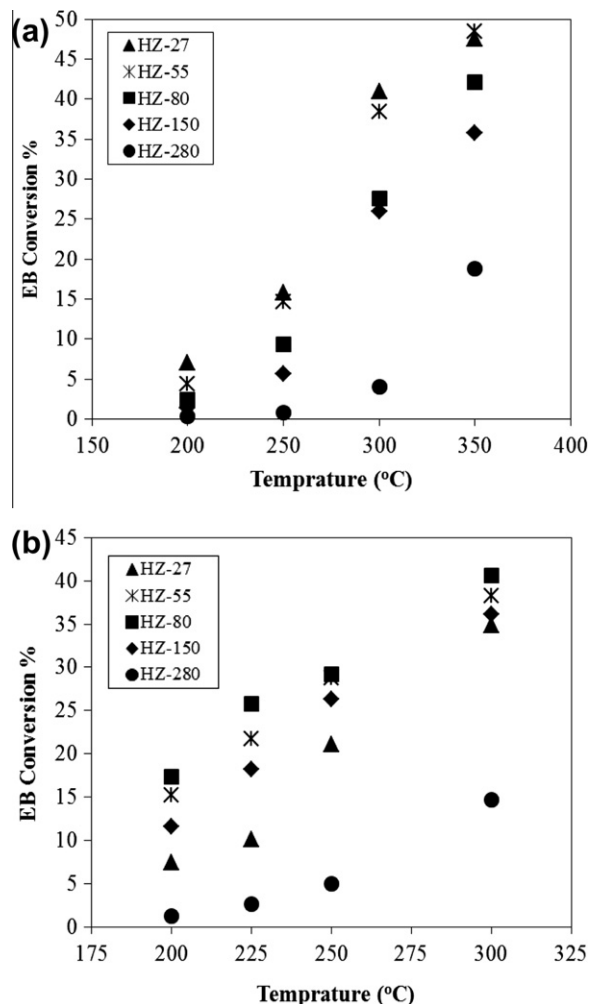 (a)
50
45
40
35
30
25
20
15
10
5
0
EB Conversion %
HZ-27
HZ-55
HZ-80
HZ-150
HZ-280
150 200 250 300 350 400
Temprature (°C)
(b)
45
40
35
30
25
20
15
10
5
0
EB Conversion %
HZ-27
HZ-55
HZ-80
HZ-150
HZ-280
175 200 225 250 275 300 325
Temprature (°C)